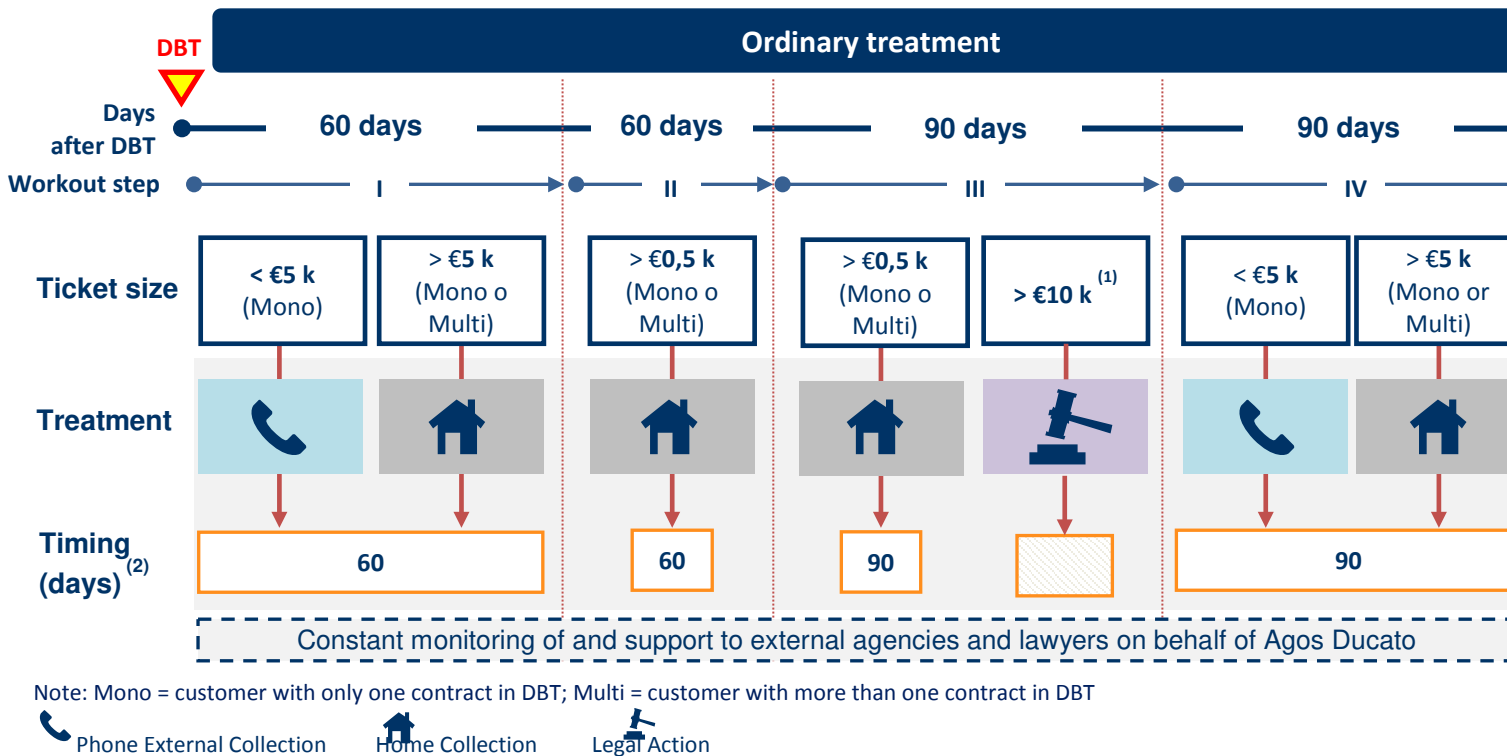 Ordinary treatment
DBT
Days
after DBT
60 days
60 days
90 days
90 days
Workout step
I
II
III
IV
Ticket size
< €5 k
(Mono)
> €5 k
(Mono o
Multi)
> €0,5 k
(Mono o
Multi)
> €0,5 k
(Mono o
Multi)
> €10 k (1)
< €5 k
(Mono)
> €5 k
(Mono or
Multi)
Treatment
Timing
(days) (2)
60
60
90
90
Constant monitoring of and support to external agencies and lawyers on behalf of Agos Ducato
Note: Mono = customer with only one contract in DBT; Multi = customer with more than one contract in DBT
Phone External Collection
Home Collection
Legal Action